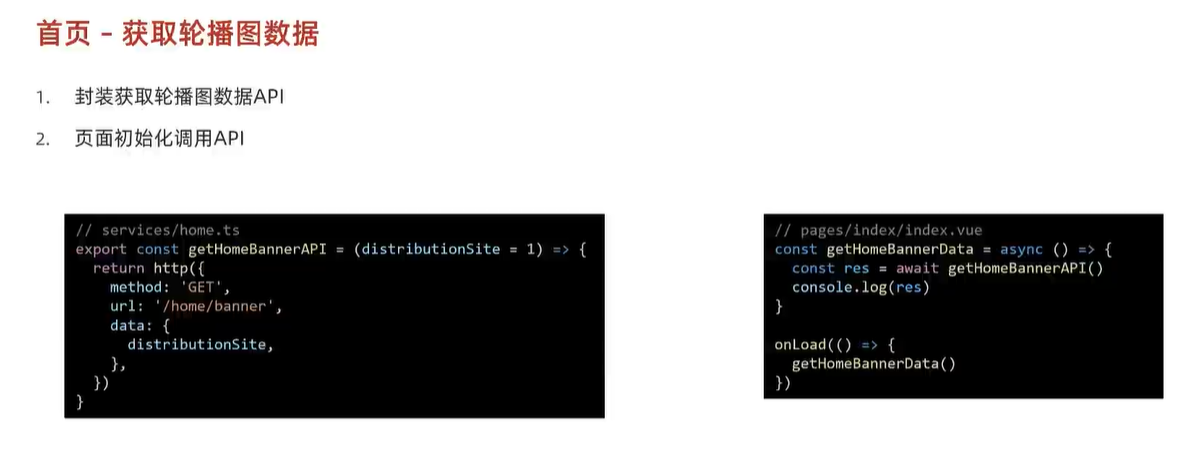 首页 – 获取轮播图数据
1. 封装获取轮播图数据API
2. 页面初始化调用API
// services/home.ts
export const getHomeBannerAPI = (distributionSite = 1) => {
  return http({
    method: 'GET',
    url: '/home/banner',
    data: {
      distributionSite,
    },
  })
}
// pages/index/index.vue
const getHomeBannerData = async () => {
  const res = await getHomeBannerAPI()
  console.log(res)
}
onLoad(() => {
  getHomeBannerData()
})